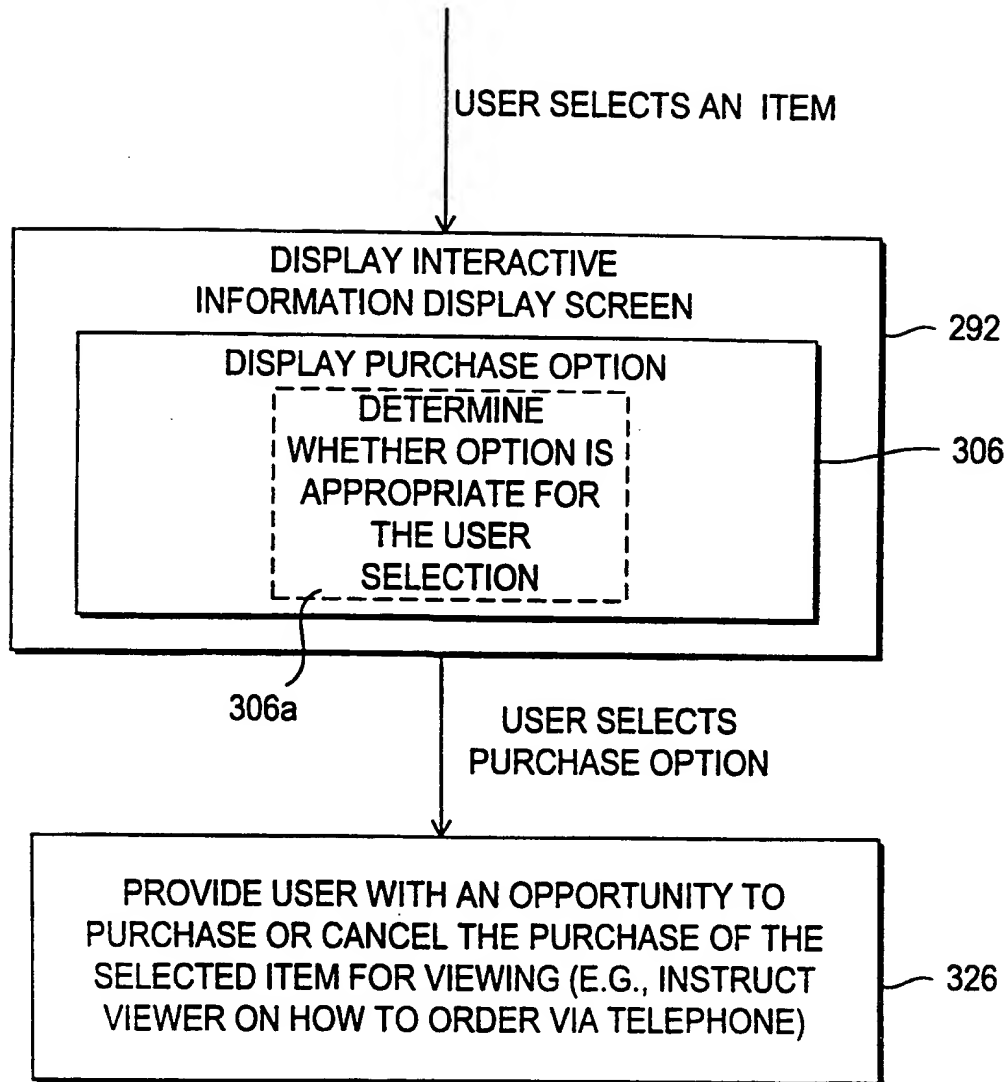 USER SELECTS AN ITEM
DISPLAY INTERACTIVE
INFORMATION DISPLAY SCREEN
292
DISPLAY PURCHASE OPTION
DETERMINE
WHETHER OPTION IS
APPROPRIATE FOR
THE USER
SELECTION
306
306a
USER SELECTS
PURCHASE OPTION
PROVIDE USER WITH AN OPPORTUNITY TO
PURCHASE OR CANCEL THE PURCHASE OF THE
SELECTED ITEM FOR VIEWING (E.G., INSTRUCT
VIEWER ON HOW TO ORDER VIA TELEPHONE)
326